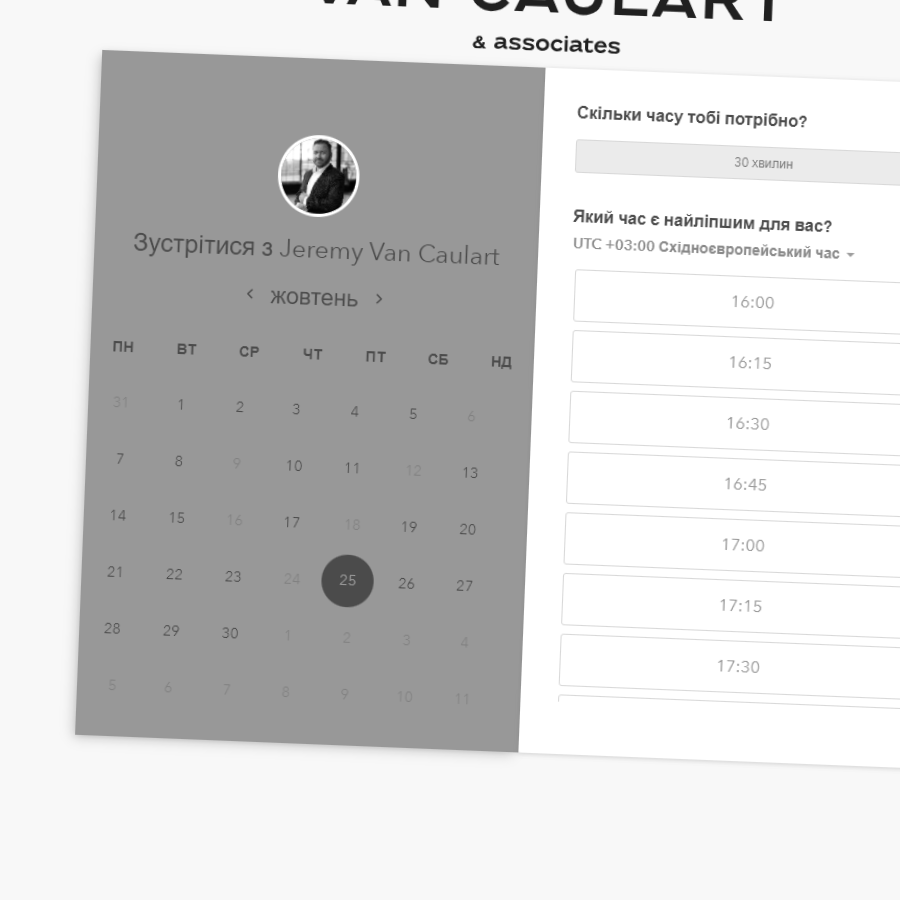 VAN CAULART
& associates
Зустрітися з Jeremy Van Caulart
жовтень
ПН ВТ СР ЧТ ПТ СБ НД
31 1 2 3 4 5 6
7 8 9 10 11 12 13
14 15 16 17 18 19 20
21 22 23 24 25 26 27
28 29 30 1 2 3 4
5 6 7 8 9 10 11
Скільки часу тобі потрібно?
30 хвилин
Який час є найліпшим для вас?
UTC +03:00 Східноєвропейський час
16:00
16:15
16:30
16:45
17:00
17:15
17:30